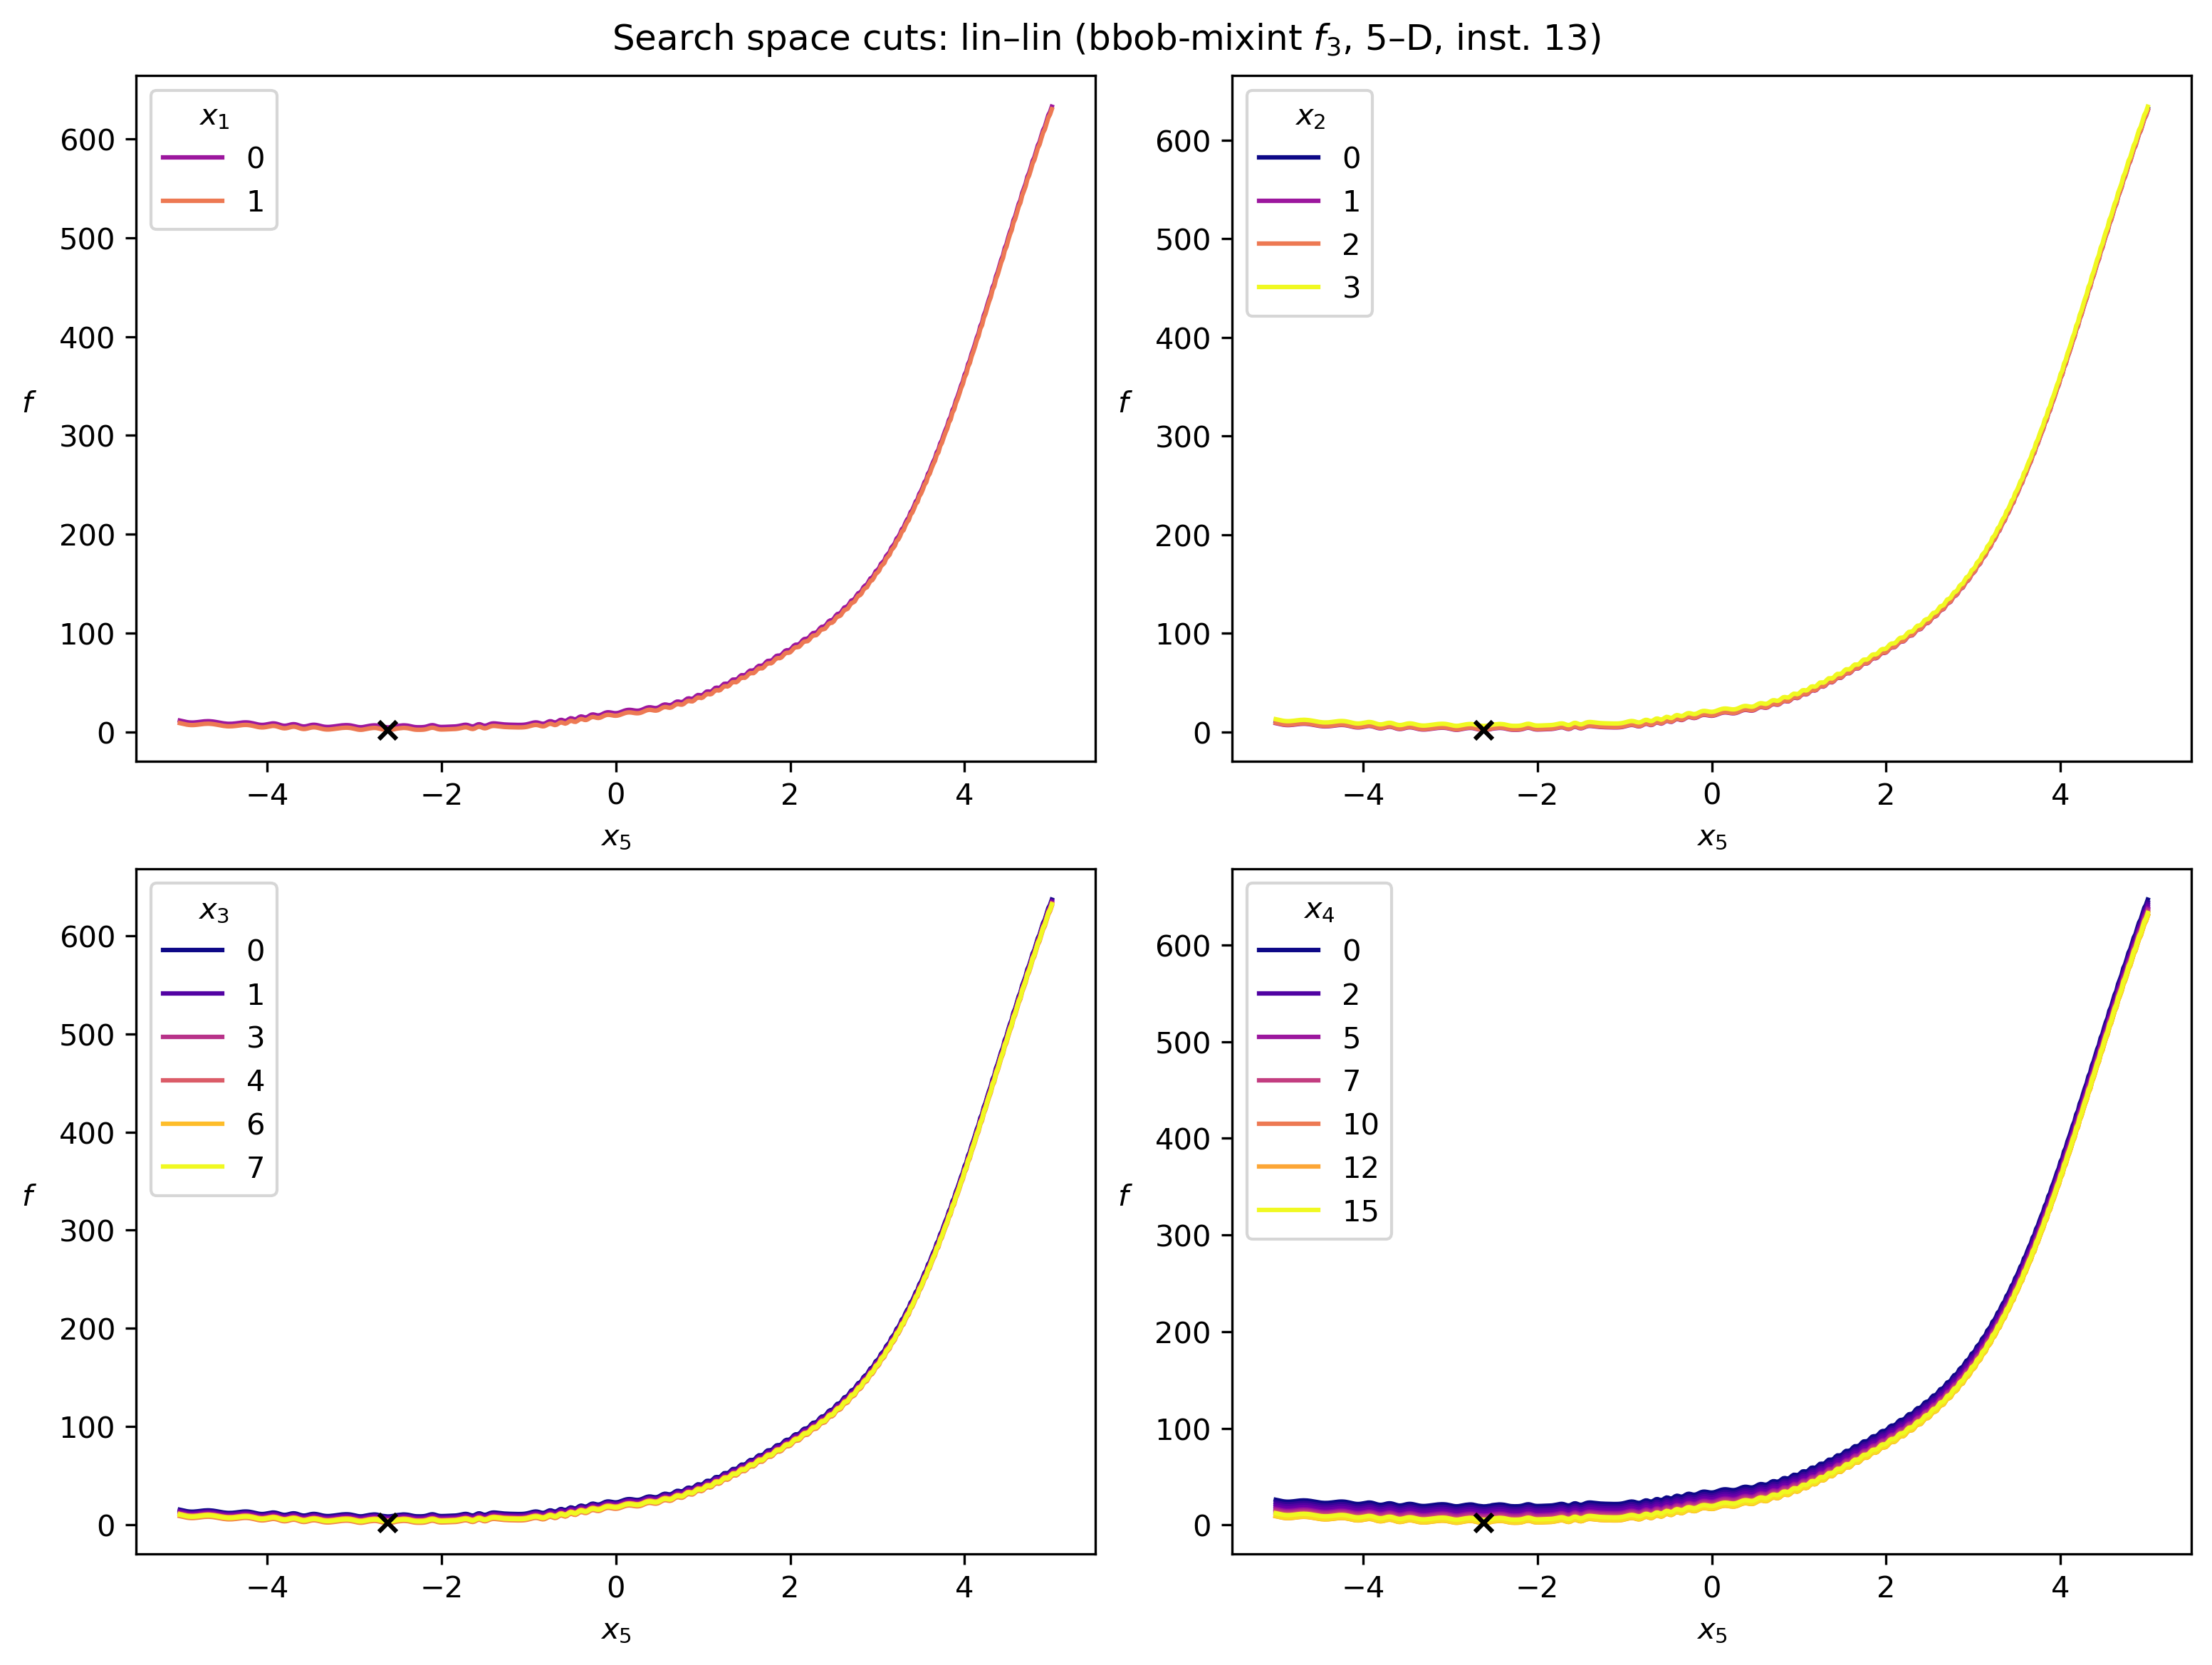 Search space cuts: lin–lin (bbob-mixint f₃, 5–D, inst. 13)
x₁
0
1
600
500
400
300
200
100
0
f
−4 −2 0 2 4
x₅
x₂
0
1
2
3
600
500
400
300
200
100
0
f
−4 −2 0 2 4
x₅
x₃
0
1
3
4
6
7
600
500
400
300
200
100
0
f
−4 −2 0 2 4
x₅
x₄
0
2
5
7
10
12
15
600
500
400
300
200
100
0
f
−4 −2 0 2 4
x₅